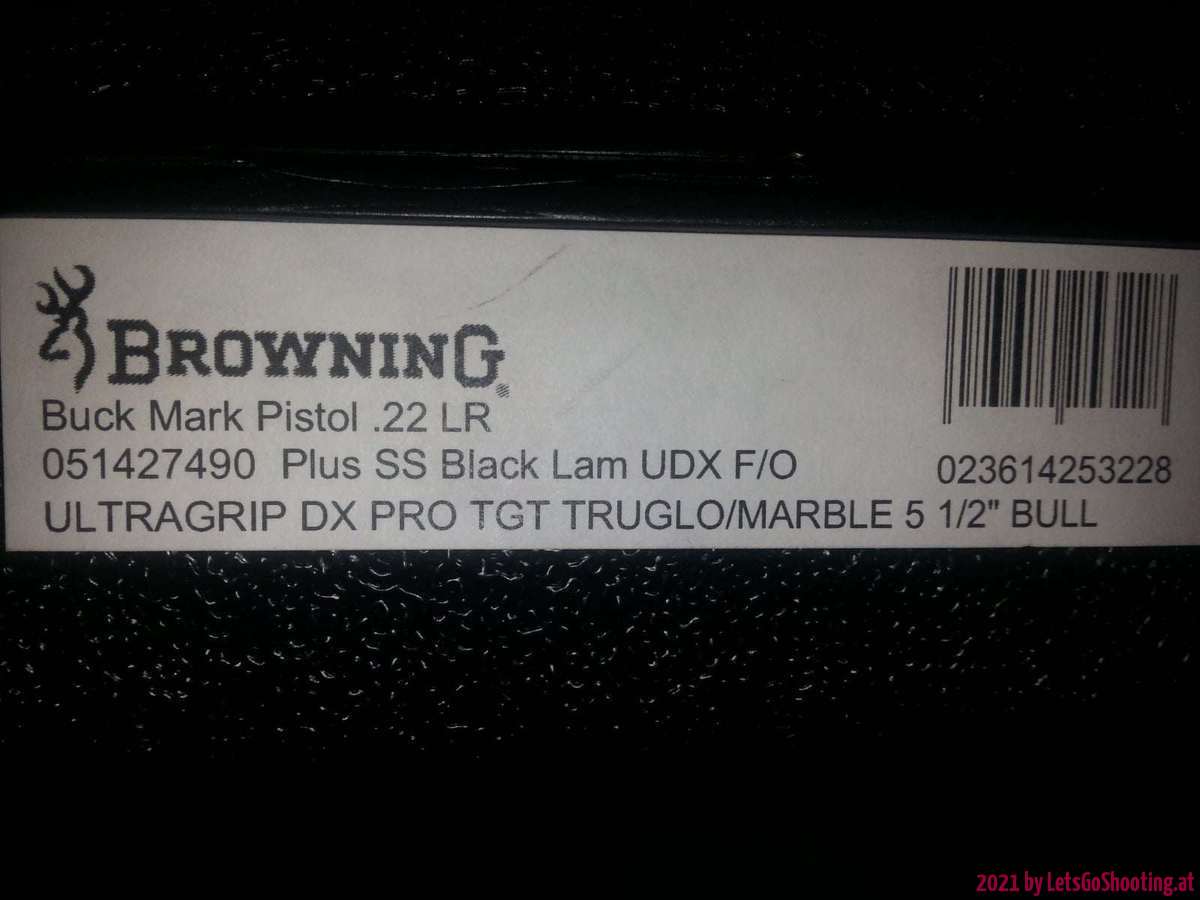 BROWNING®
Buck Mark Pistol .22 LR
051427490 Plus SS Black Lam UDX F/O
023614253228
ULTRAGRIP DX PRO TGT TRUGLO/MARBLE 5 1/2" BULL
2021 by LetsGoShooting.at